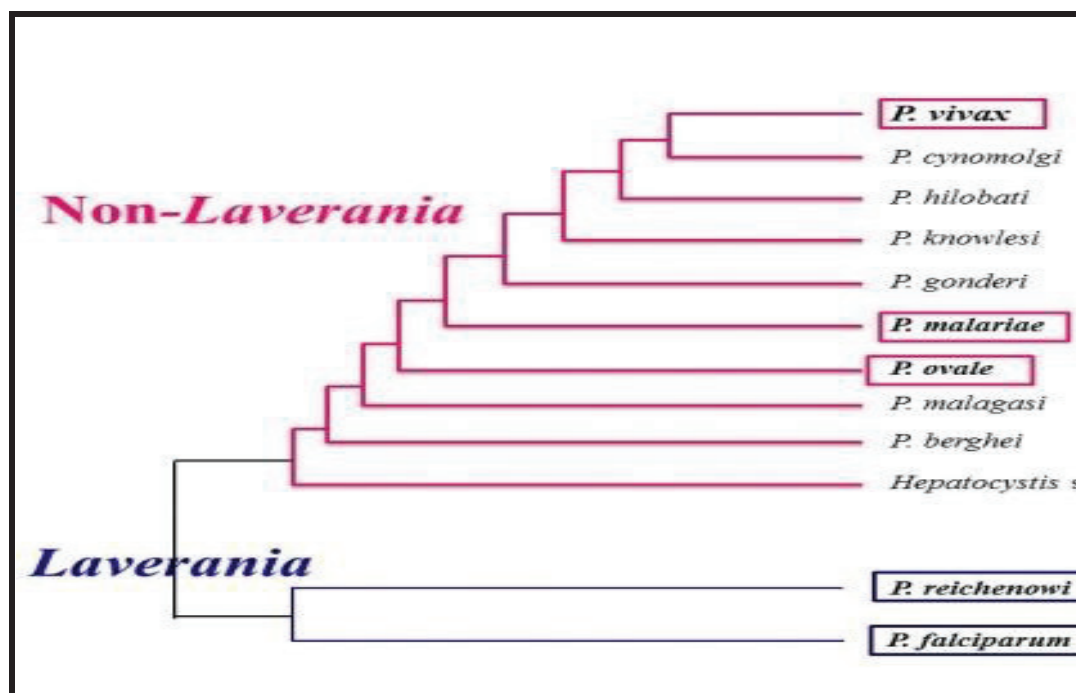 P. vivax
P. cynomolgi
Non-Laverania
P. hilobati
P. knowlesi
P. gonderi
P. malariae
P. ovale
P. malagasi
P. berghei
Hepatocystis s
Laverania
P. reichenowi
P. falciparum